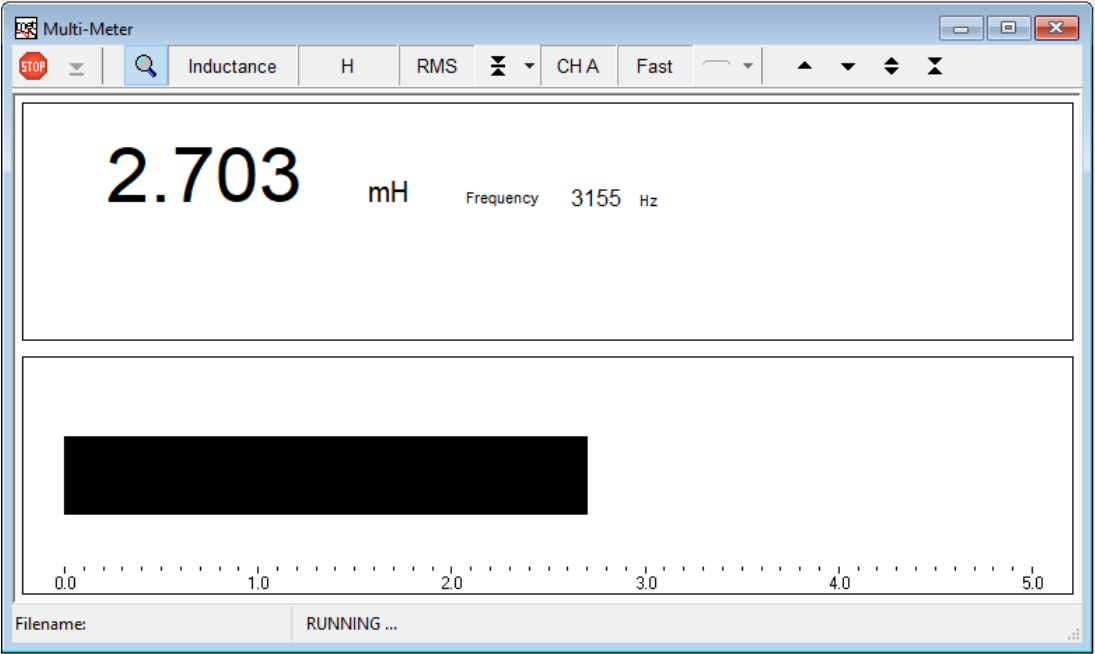 Multi-Meter
STOP Inductance H RMS CH A Fast
2.703 mH Frequency 3155 Hz
0.0 1.0 2.0 3.0 4.0 5.0
Filename: RUNNING ...